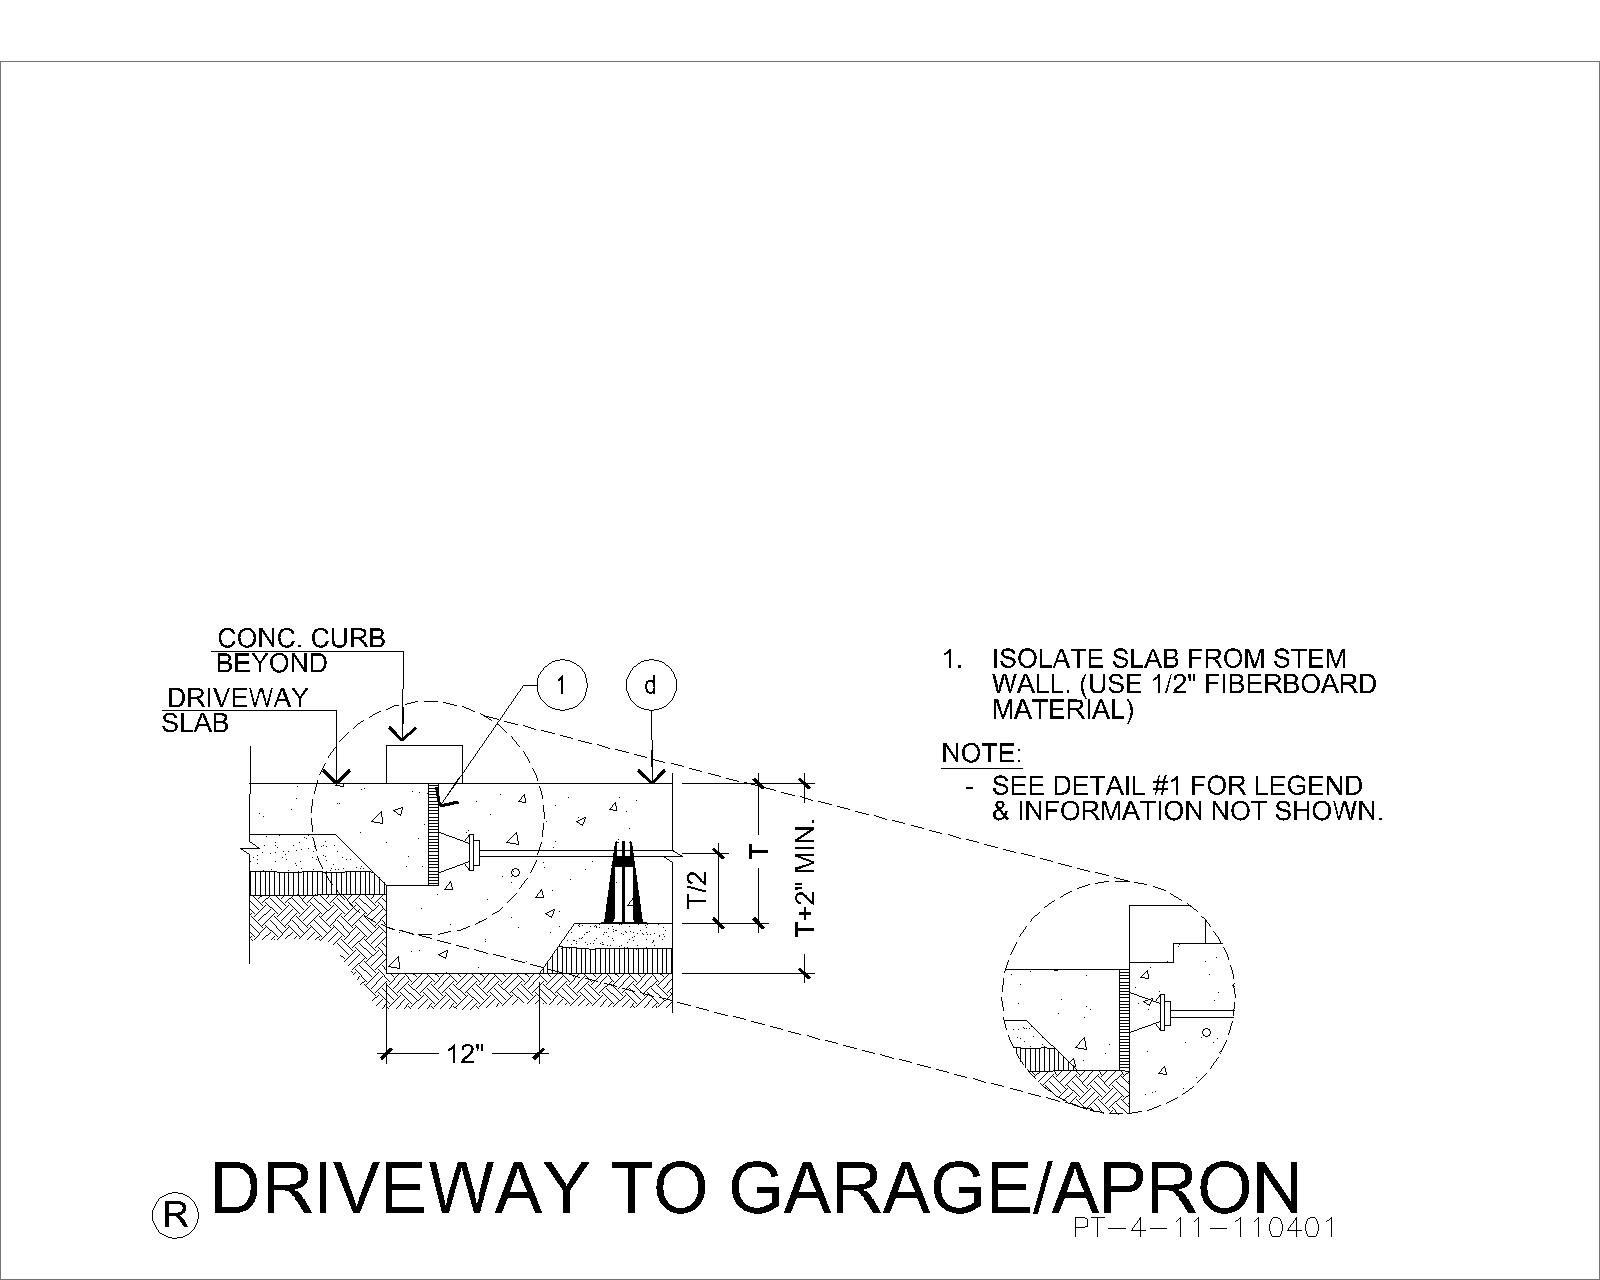 CONC. CURB
BEYOND
DRIVEWAY
SLAB
1
d
1. ISOLATE SLAB FROM STEM
WALL. (USE 1/2" FIBERBOARD
MATERIAL)
NOTE:
- SEE DETAIL #1 FOR LEGEND
& INFORMATION NOT SHOWN.
T/2
T
T+2" MIN.
12"
R DRIVEWAY TO GARAGE/APRON
PT-4-11-110401